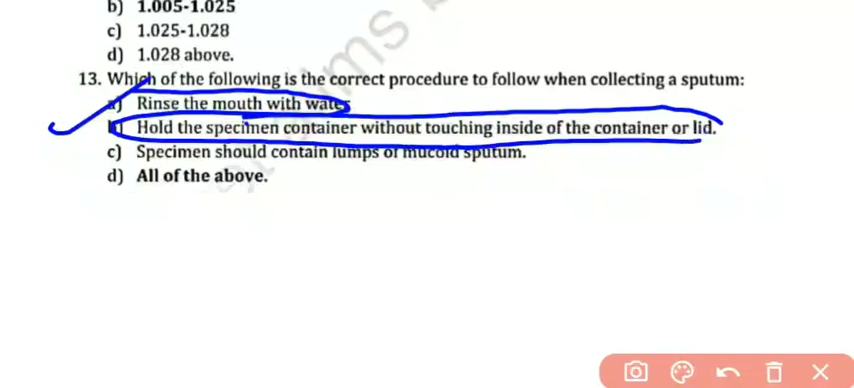 b) 1.005-1.025
c) 1.025-1.028
d) 1.028 above.
13. Which of the following is the correct procedure to follow when collecting a sputum:
a) Rinse the mouth with water
b) Hold the specimen container without touching inside of the container or lid.
c) Specimen should contain lumps of mucoid sputum.
d) All of the above.